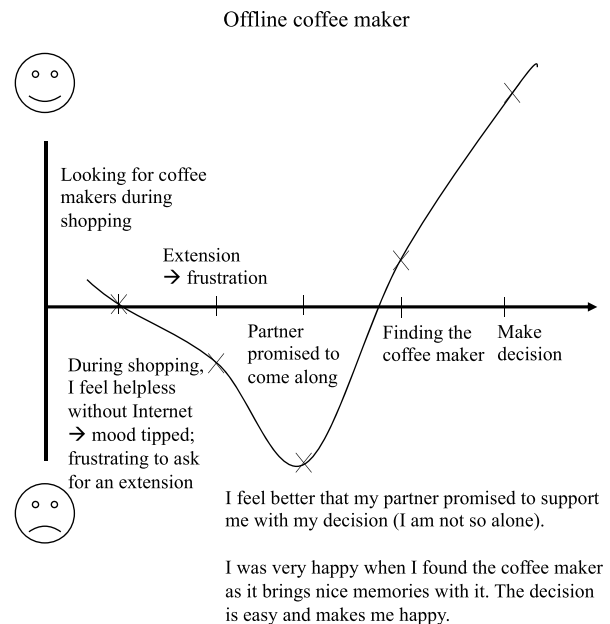 Offline coffee maker
Looking for coffee
makers during
shopping
Extension
→ frustration
Partner
promised to
come along
Finding the
coffee maker
Make
decision
During shopping,
I feel helpless
without Internet
→ mood tipped;
frustrating to ask
for an extension
I feel better that my partner promised to support
me with my decision (I am not so alone).
I was very happy when I found the coffee maker
as it brings nice memories with it. The decision
is easy and makes me happy.